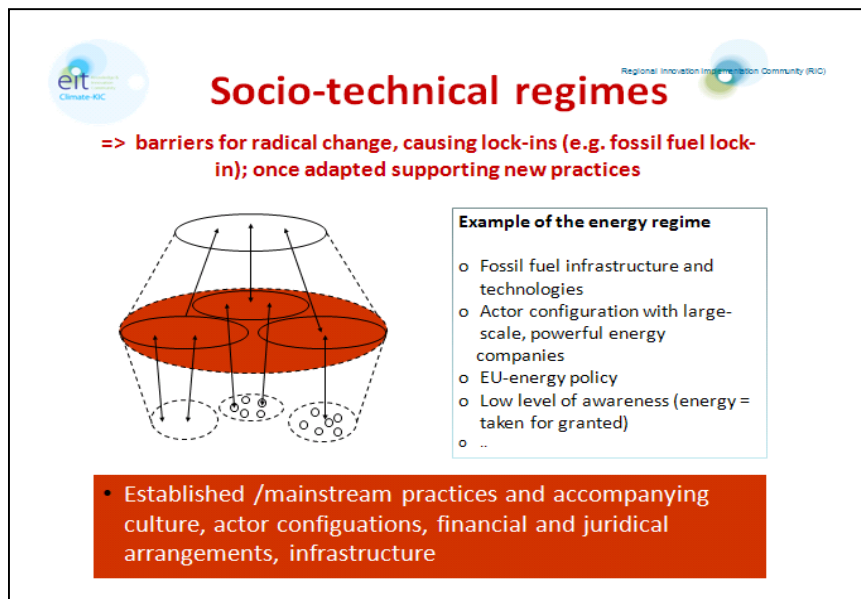 eit
Climate-KIC
Regional Innovation Implementation Community (RIC)
Socio-technical regimes
=> barriers for radical change, causing lock-ins (e.g. fossil fuel lock-
in); once adapted supporting new practices
Example of the energy regime
o Fossil fuel infrastructure and
technologies
o Actor configuration with large-
scale, powerful energy
companies
o EU-energy policy
o Low level of awareness (energy =
taken for granted)
o ..
• Established /mainstream practices and accompanying
culture, actor configuations, financial and juridical
arrangements, infrastructure